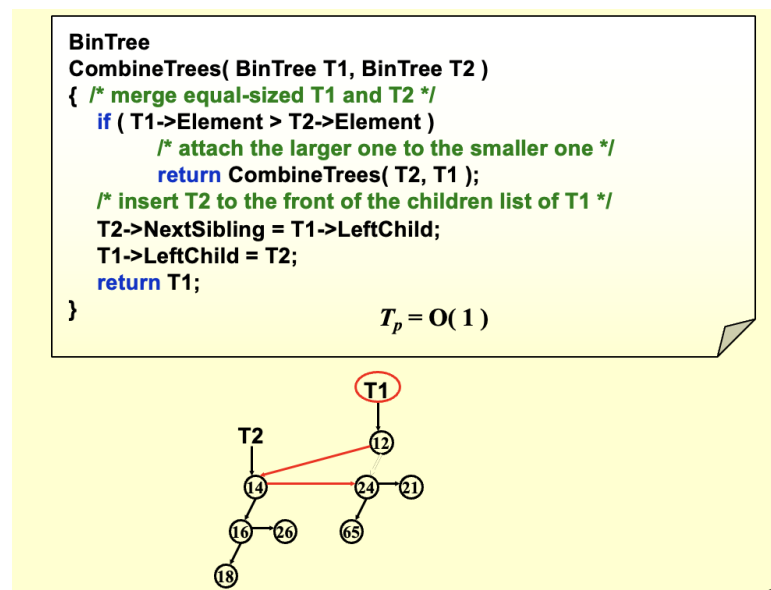 BinTree
CombineTrees( BinTree T1, BinTree T2 )
{ /* merge equal-sized T1 and T2 */
if ( T1->Element > T2->Element )
/* attach the larger one to the smaller one */
return CombineTrees( T2, T1 );
/* insert T2 to the front of the children list of T1 */
T2->NextSibling = T1->LeftChild;
T1->LeftChild = T2;
return T1;
}
Tp = O( 1 )
T1
T2
12
14
24
21
16
26
65
18